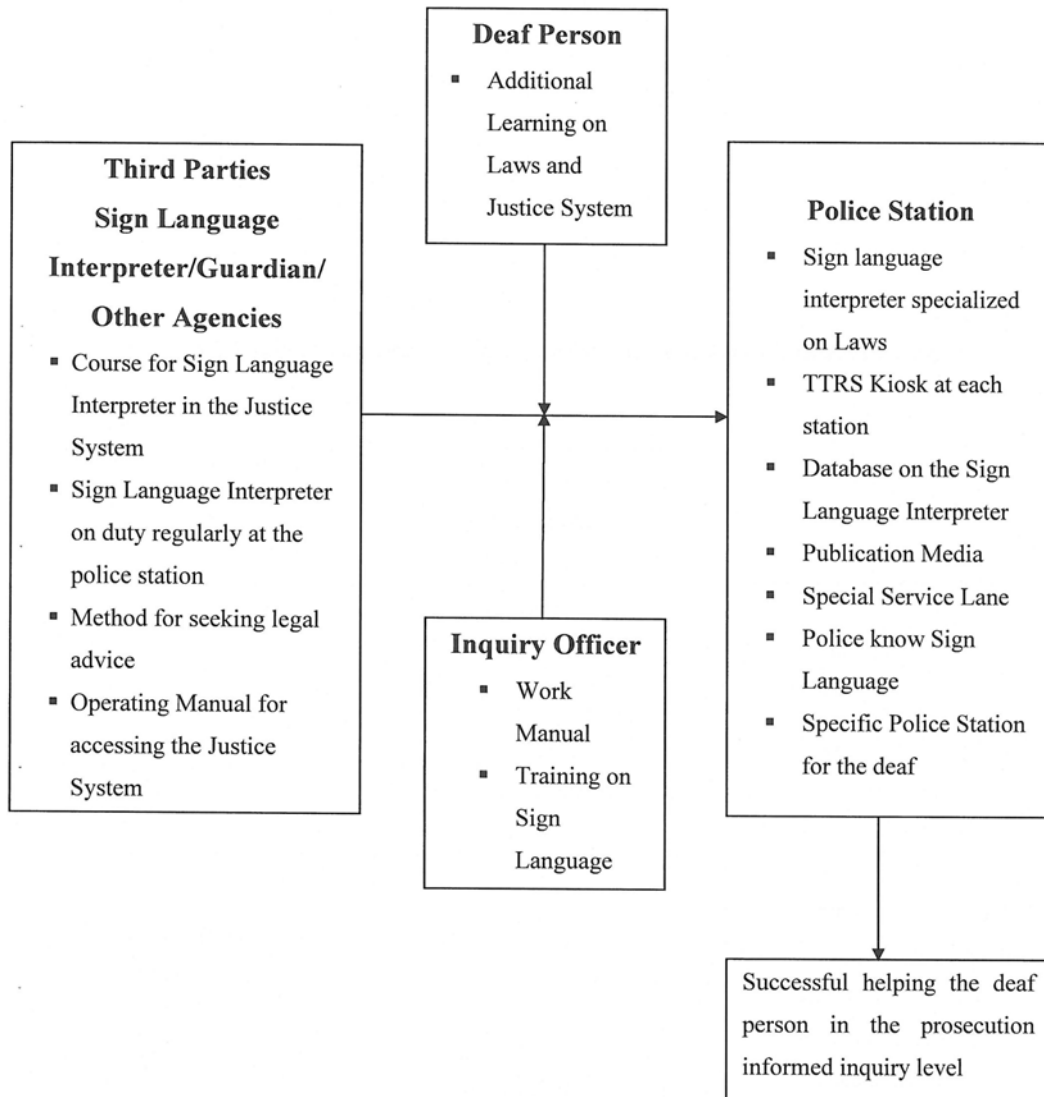 Deaf Person
▪ Additional
Learning on
Laws and
Justice System
Third Parties
Sign Language
Interpreter/Guardian/
Other Agencies
▪ Course for Sign Language
Interpreter in the Justice
System
▪ Sign Language Interpreter
on duty regularly at the
police station
▪ Method for seeking legal
advice
▪ Operating Manual for
accessing the Justice
System
Inquiry Officer
▪ Work
Manual
▪ Training on
Sign
Language
Police Station
▪ Sign language
interpreter specialized
on Laws
▪ TTRS Kiosk at each
station
▪ Database on the Sign
Language Interpreter
▪ Publication Media
▪ Special Service Lane
▪ Police know Sign
Language
▪ Specific Police Station
for the deaf
Successful helping the deaf
person in the prosecution
informed inquiry level